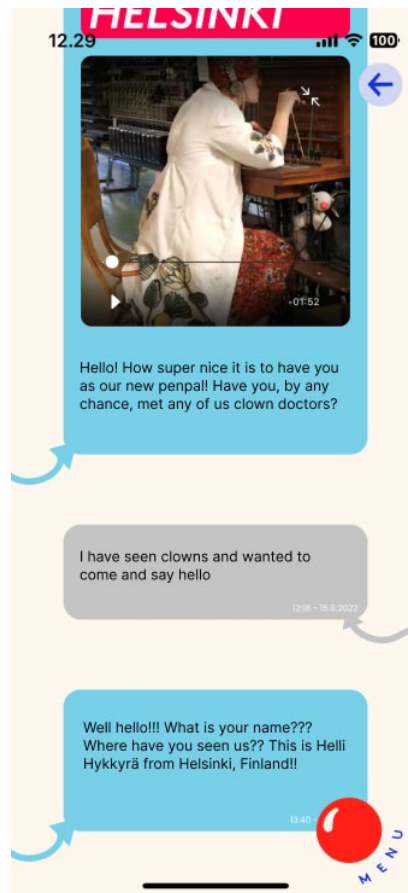 HELSINKI
12.29
100
-01:52
Hello! How super nice it is to have you
as our new penpal! Have you, by any
chance, met any of us clown doctors?
I have seen clowns and wanted to
come and say hello
12:18 - 15.6.2022
Well hello!!! What is your name???
Where have you seen us?? This is Helli
Hykkyrä from Helsinki, Finland!!
13:40 -
MENU